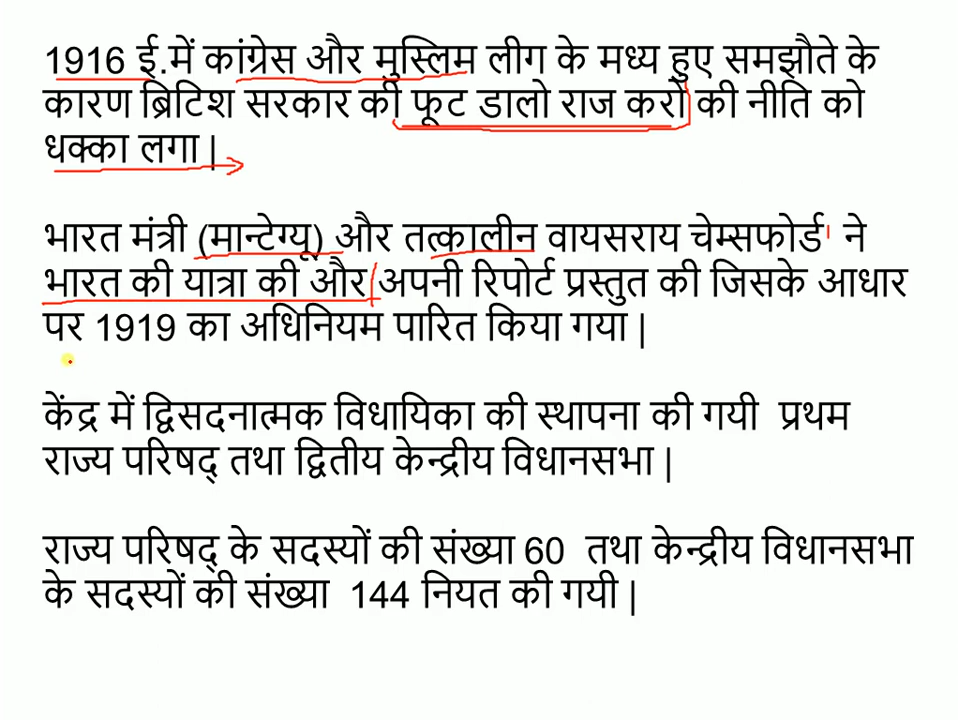 1916 ई.में कांग्रेस और मुस्लिम लीग के मध्य हुए समझौते के
कारण ब्रिटिश सरकार की फूट डालो राज करो की नीति को
धक्का लगा |
भारत मंत्री (मान्टेग्यू) और तत्कालीन वायसराय चेम्सफोर्ड ने
भारत की यात्रा की और अपनी रिपोर्ट प्रस्तुत की जिसके आधार
पर 1919 का अधिनियम पारित किया गया |
केंद्र में द्विसदनात्मक विधायिका की स्थापना की गयी प्रथम
राज्य परिषद् तथा द्वितीय केन्द्रीय विधानसभा |
राज्य परिषद् के सदस्यों की संख्या 60 तथा केन्द्रीय विधानसभा
के सदस्यों की संख्या 144 नियत की गयी |